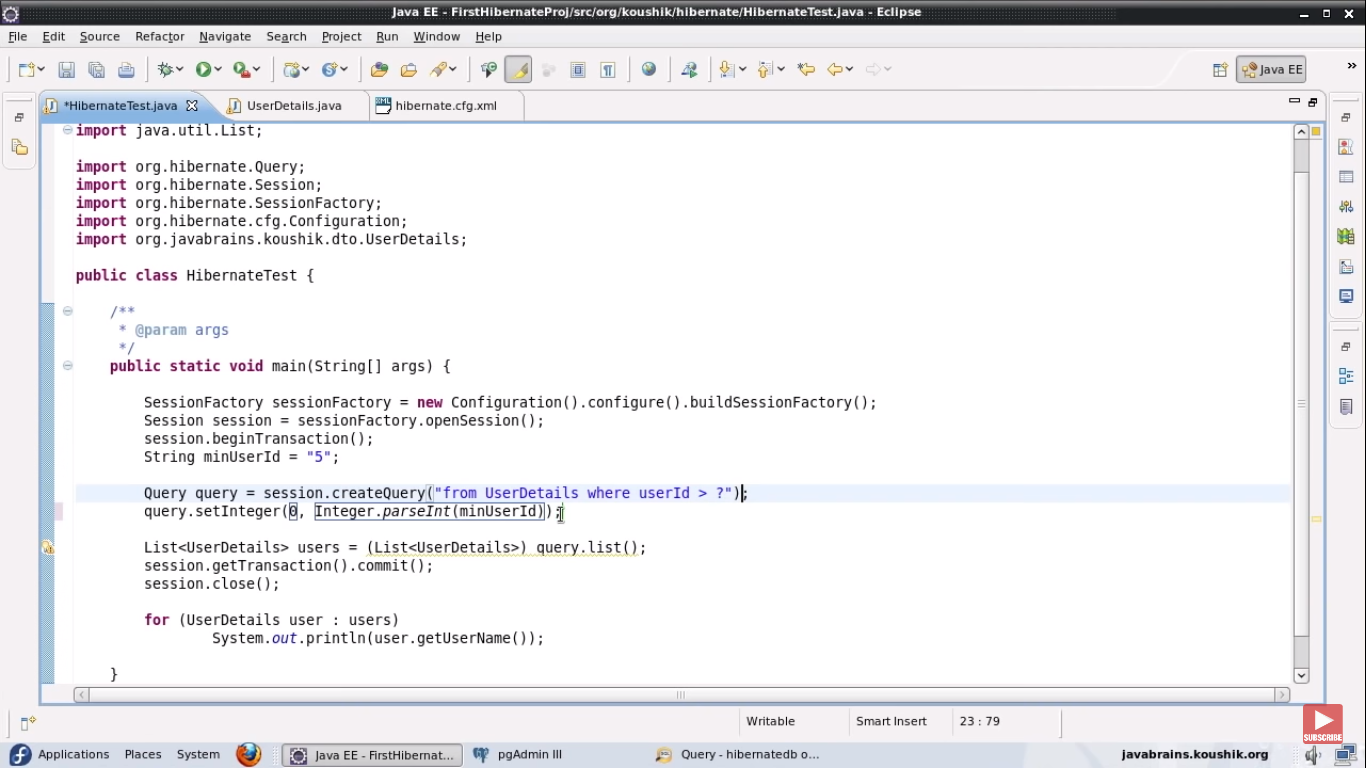 Java EE - FirstHibernateProj/src/org/koushik/hibernate/HibernateTest.java - Eclipse
File Edit Source Refactor Navigate Search Project Run Window Help
Java EE
*HibernateTest.java UserDetails.java hibernate.cfg.xml
import java.util.List;
import org.hibernate.Query;
import org.hibernate.Session;
import org.hibernate.SessionFactory;
import org.hibernate.cfg.Configuration;
import org.javabrains.koushik.dto.UserDetails;
public class HibernateTest {
/**
* @param args
*/
public static void main(String[] args) {
SessionFactory sessionFactory = new Configuration().configure().buildSessionFactory();
Session session = sessionFactory.openSession();
session.beginTransaction();
String minUserId = "5";
Query query = session.createQuery("from UserDetails where userId > ?");
query.setInteger(0, Integer.parseInt(minUserId));
List<UserDetails> users = (List<UserDetails>) query.list();
session.getTransaction().commit();
session.close();
for (UserDetails user : users)
System.out.println(user.getUserName());
}
Writable Smart Insert 23 : 79
SUBSCRIBE
Applications Places System Java EE - FirstHibernat... pgAdmin III Query - hibernatedb o... javabrains.koushik.org